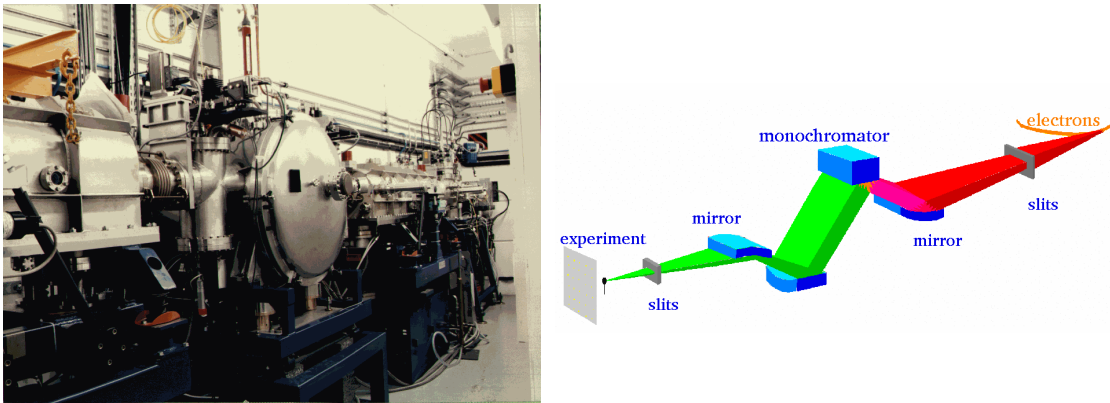 electrons
monochromator
slits
mirror
mirror
experiment
slits